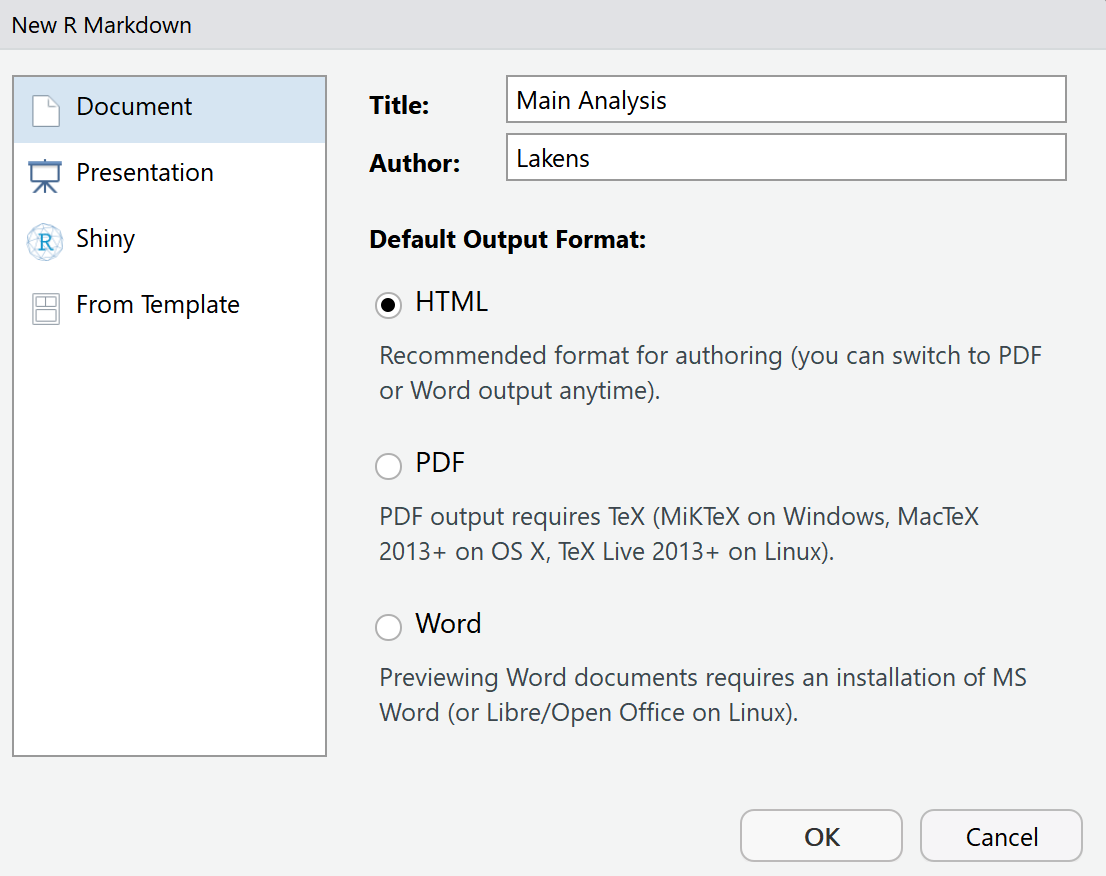 New R Markdown
Document
Presentation
R
Shiny
From Template
Title:
Main Analysis
Author:
Lakens
Default Output Format:
HTML
Recommended format for authoring (you can switch to PDF
or Word output anytime).
PDF
PDF output requires TeX (MiKTeX on Windows, MacTeX
2013+ on OS X, TeX Live 2013+ on Linux).
Word
Previewing Word documents requires an installation of MS
Word (or Libre/Open Office on Linux).
OK
Cancel